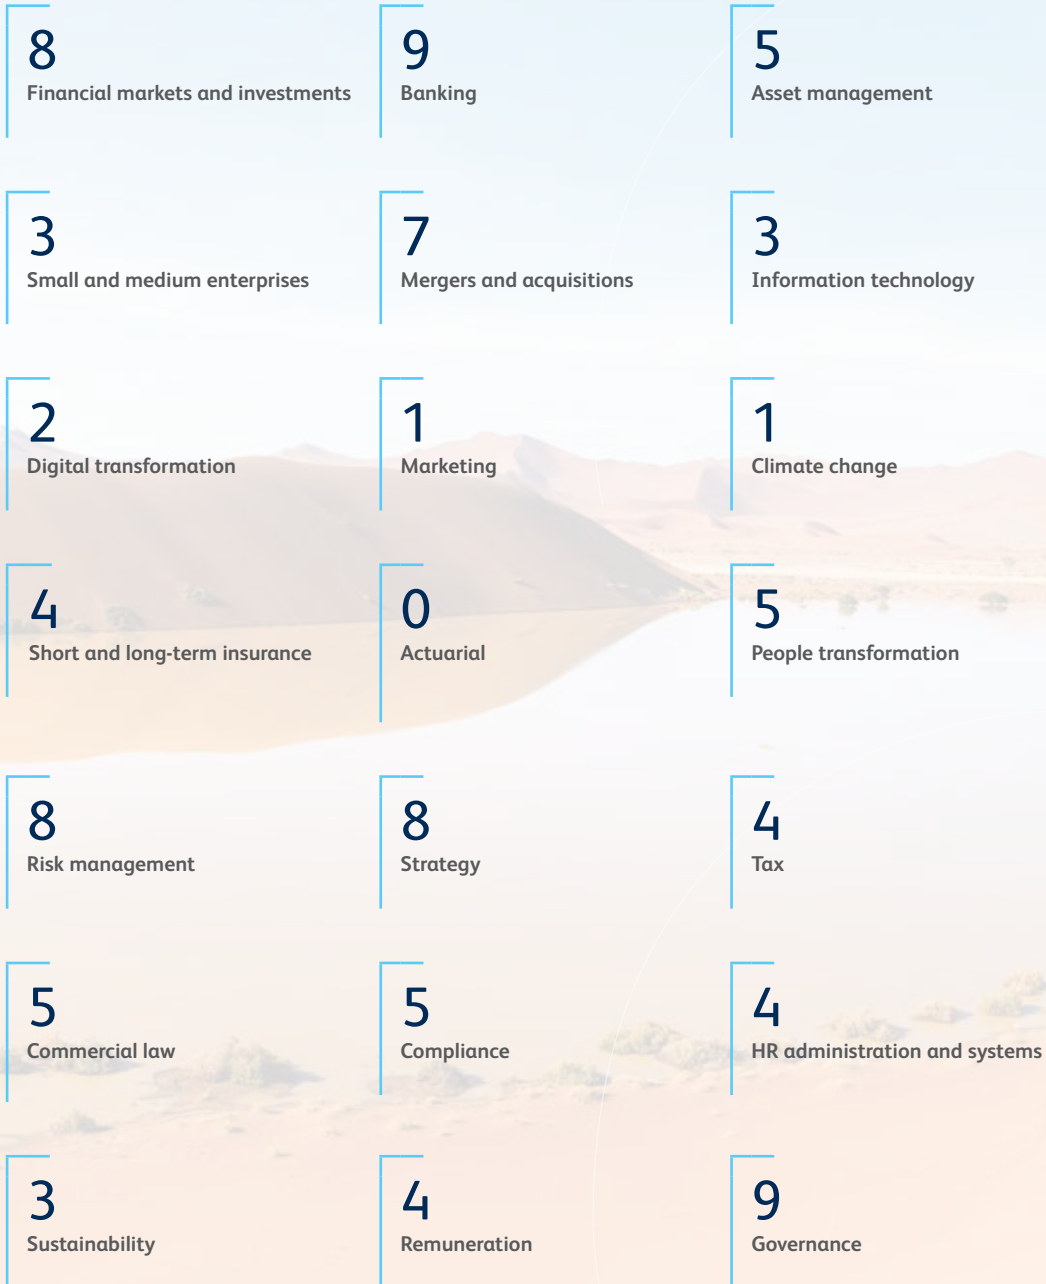 8
Financial markets and investments
9
Banking
5
Asset management
3
Small and medium enterprises
7
Mergers and acquisitions
3
Information technology
2
Digital transformation
1
Marketing
1
Climate change
4
Short and long-term insurance
0
Actuarial
5
People transformation
8
Risk management
8
Strategy
4
Tax
5
Commercial law
5
Compliance
4
HR administration and systems
3
Sustainability
4
Remuneration
9
Governance